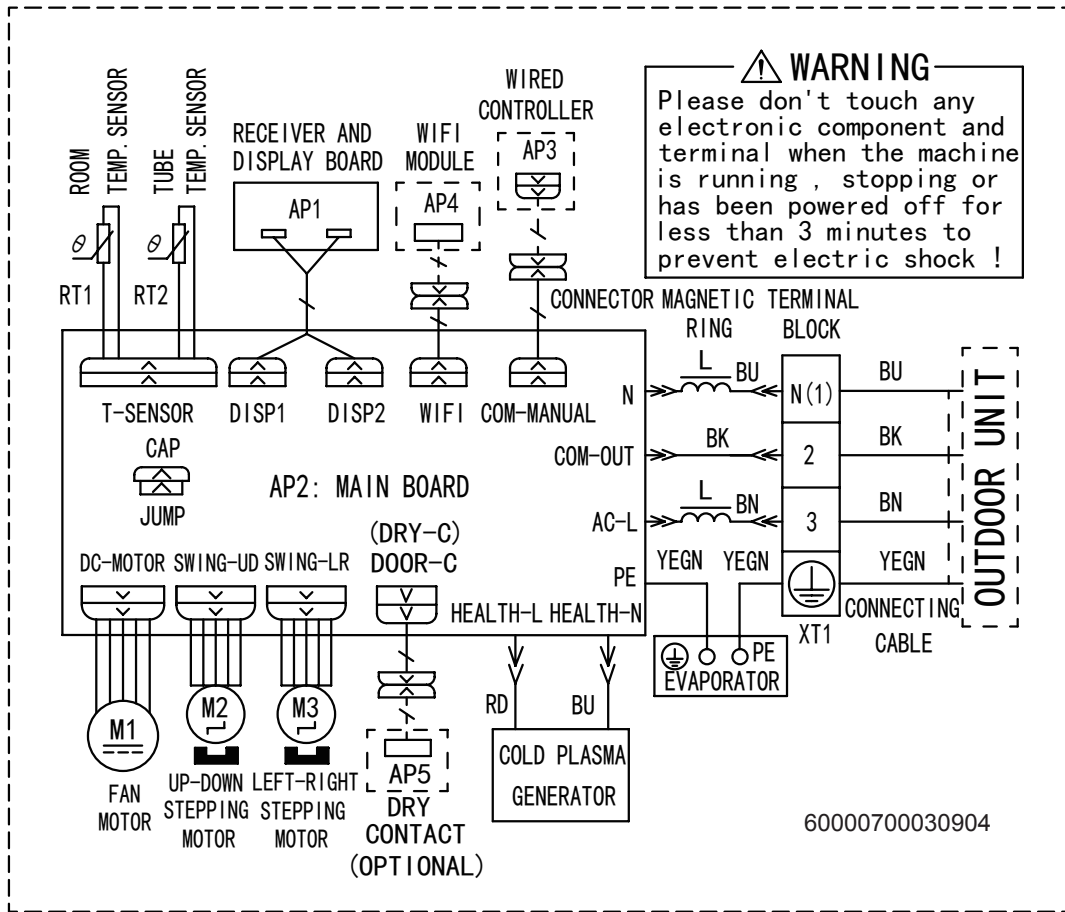 WARNING
Please don't touch any
electronic component and
terminal when the machine
is running , stopping or
has been powered off for
less than 3 minutes to
prevent electric shock !
ROOM
TEMP. SENSOR
TUBE
TEMP. SENSOR
θ
θ
RT1
RT2
RECEIVER AND
DISPLAY BOARD
AP1
WIFI
MODULE
AP4
WIRED
CONTROLLER
AP3
CONNECTOR
MAGNETIC
RING
TERMINAL
BLOCK
T-SENSOR
DISP1
DISP2
WIFI
COM-MANUAL
CAP
JUMP
AP2: MAIN BOARD
N
L
BU
N(1)
BU
COM-OUT
BK
2
BK
AC-L
L
BN
3
BN
PE
YEGN
YEGN
YEGN
XT1
CONNECTING
CABLE
OUTDOOR UNIT
PE
EVAPORATOR
DC-MOTOR
SWING-UD
SWING-LR
(DRY-C)
DOOR-C
HEALTH-L
HEALTH-N
M1
FAN
MOTOR
M2
UP-DOWN
STEPPING
MOTOR
M3
LEFT-RIGHT
STEPPING
MOTOR
AP5
DRY
CONTACT
(OPTIONAL)
RD
BU
COLD PLASMA
GENERATOR
60000700030904